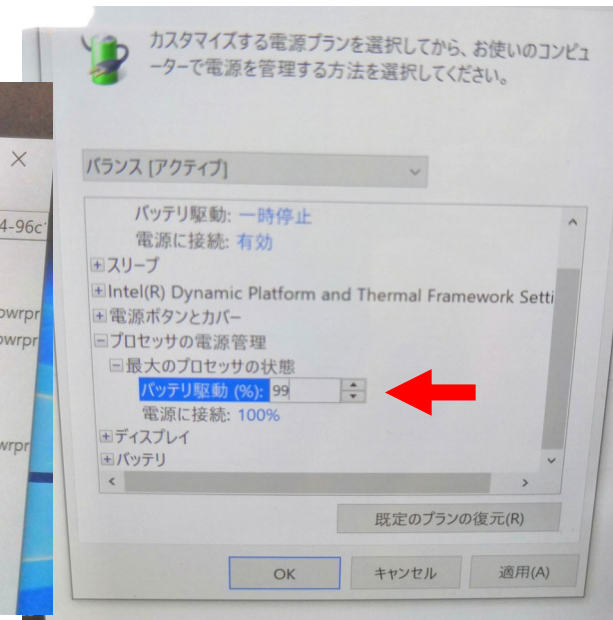 カスタマイズする電源プランを選択してから、お使いのコンピュ
ーターで電源を管理する方法を選択してください。
バランス [アクティブ]
バッテリ駆動: 一時停止
電源に接続: 有効
スリープ
Intel(R) Dynamic Platform and Thermal Framework Setti
電源ボタンとカバー
プロセッサの電源管理
最大のプロセッサの状態
バッテリ駆動 (%): 99
電源に接続: 100%
ディスプレイ
バッテリ
既定のプランの復元(R)
OK キャンセル 適用(A)
4-96c
owrpr
owrpr
wrpr